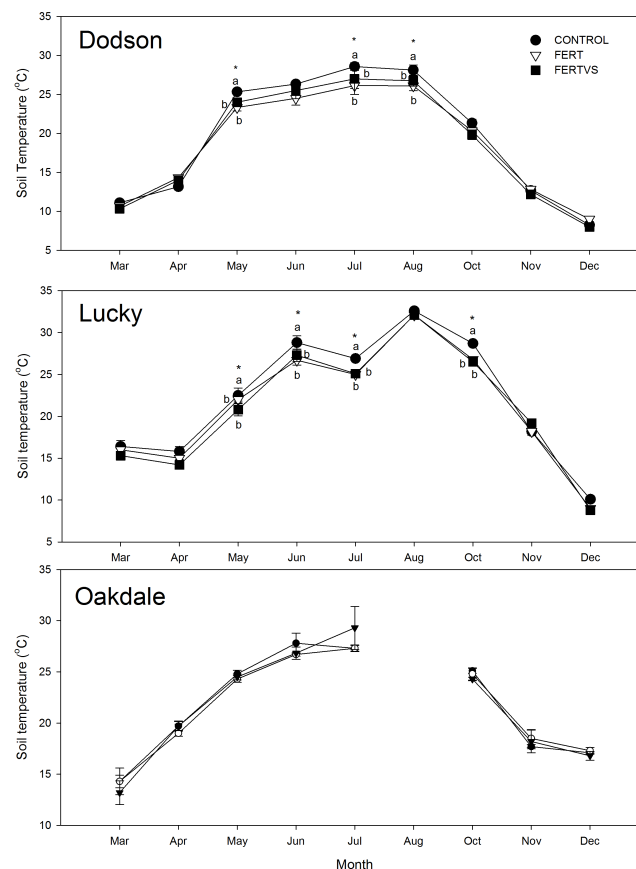 Dodson
CONTROL
FERT
FERTVS
Soil Temperature (°C)
35
30
25
20
15
10
5
* * *
a a a
b b b
b b b
Mar Apr May Jun Jul Aug Oct Nov Dec
Lucky
Soil temperature (°C)
35
30
25
20
15
10
5
* * * *
a a a a
b b b b
b b b b
Mar Apr May Jun Jul Aug Oct Nov Dec
Oakdale
Soil temperature (°C)
35
30
25
20
15
10
Mar Apr May Jun Jul Aug Oct Nov Dec
Month